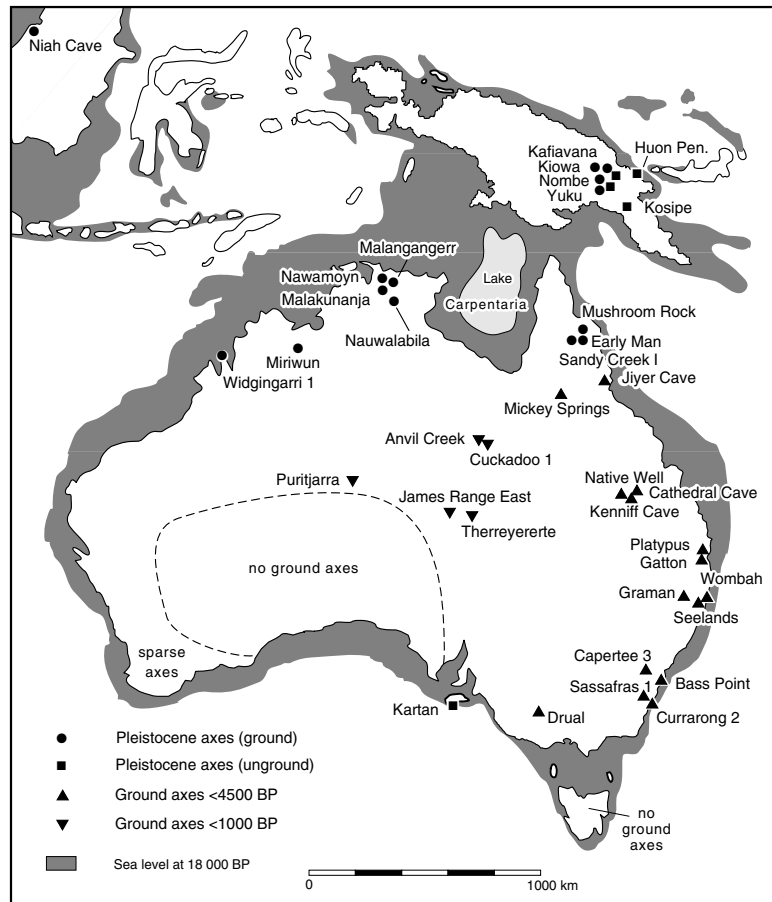 Niah Cave
Kafiavana
Huon Pen.
Kiowa
Nombe
Yuku
Kosipe
Malangangerr
Nawamoyn
Lake
Carpentaria
Malakunanja
Mushroom Rock
Nauwalabila
Early Man
Miriwun
Sandy Creek I
Widgingarri 1
Jiyer Cave
Mickey Springs
Anvil Creek
Cuckadoo 1
Puritjarra
Native Well
Cathedral Cave
James Range East
Kenniff Cave
Therreyererte
Platypus
Gatton
no ground axes
Wombah
Graman
Seelands
sparse
axes
Capertee 3
Sassafras 1
Bass Point
Kartan
Drual
Currarong 2
Pleistocene axes (ground)
Pleistocene axes (unground)
Ground axes <4500 BP
Ground axes <1000 BP
no
ground
axes
Sea level at 18 000 BP
0
1000 km